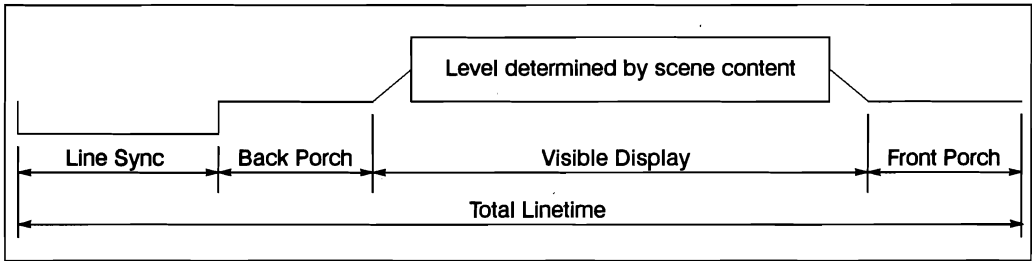 Level determined by scene content
Line Sync
Back Porch
Visible Display
Front Porch
Total Linetime